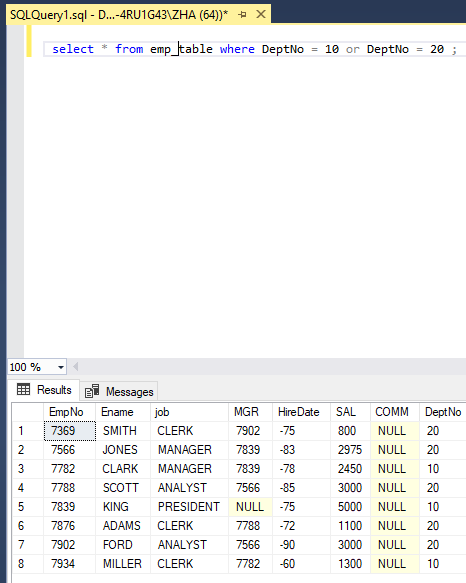 SQLQuery1.sql - D...-4RU1G43\ZHA (64))*
select * from emp_table where DeptNo = 10 or DeptNo = 20 ;
100 %
Results Messages
EmpNo Ename job MGR HireDate SAL COMM DeptNo
1 7369 SMITH CLERK 7902 -75 800 NULL 20
2 7566 JONES MANAGER 7839 -83 2975 NULL 20
3 7782 CLARK MANAGER 7839 -78 2450 NULL 10
4 7788 SCOTT ANALYST 7566 -85 3000 NULL 20
5 7839 KING PRESIDENT NULL -75 5000 NULL 10
6 7876 ADAMS CLERK 7788 -72 1100 NULL 20
7 7902 FORD ANALYST 7566 -90 3000 NULL 20
8 7934 MILLER CLERK 7782 -60 1300 NULL 10